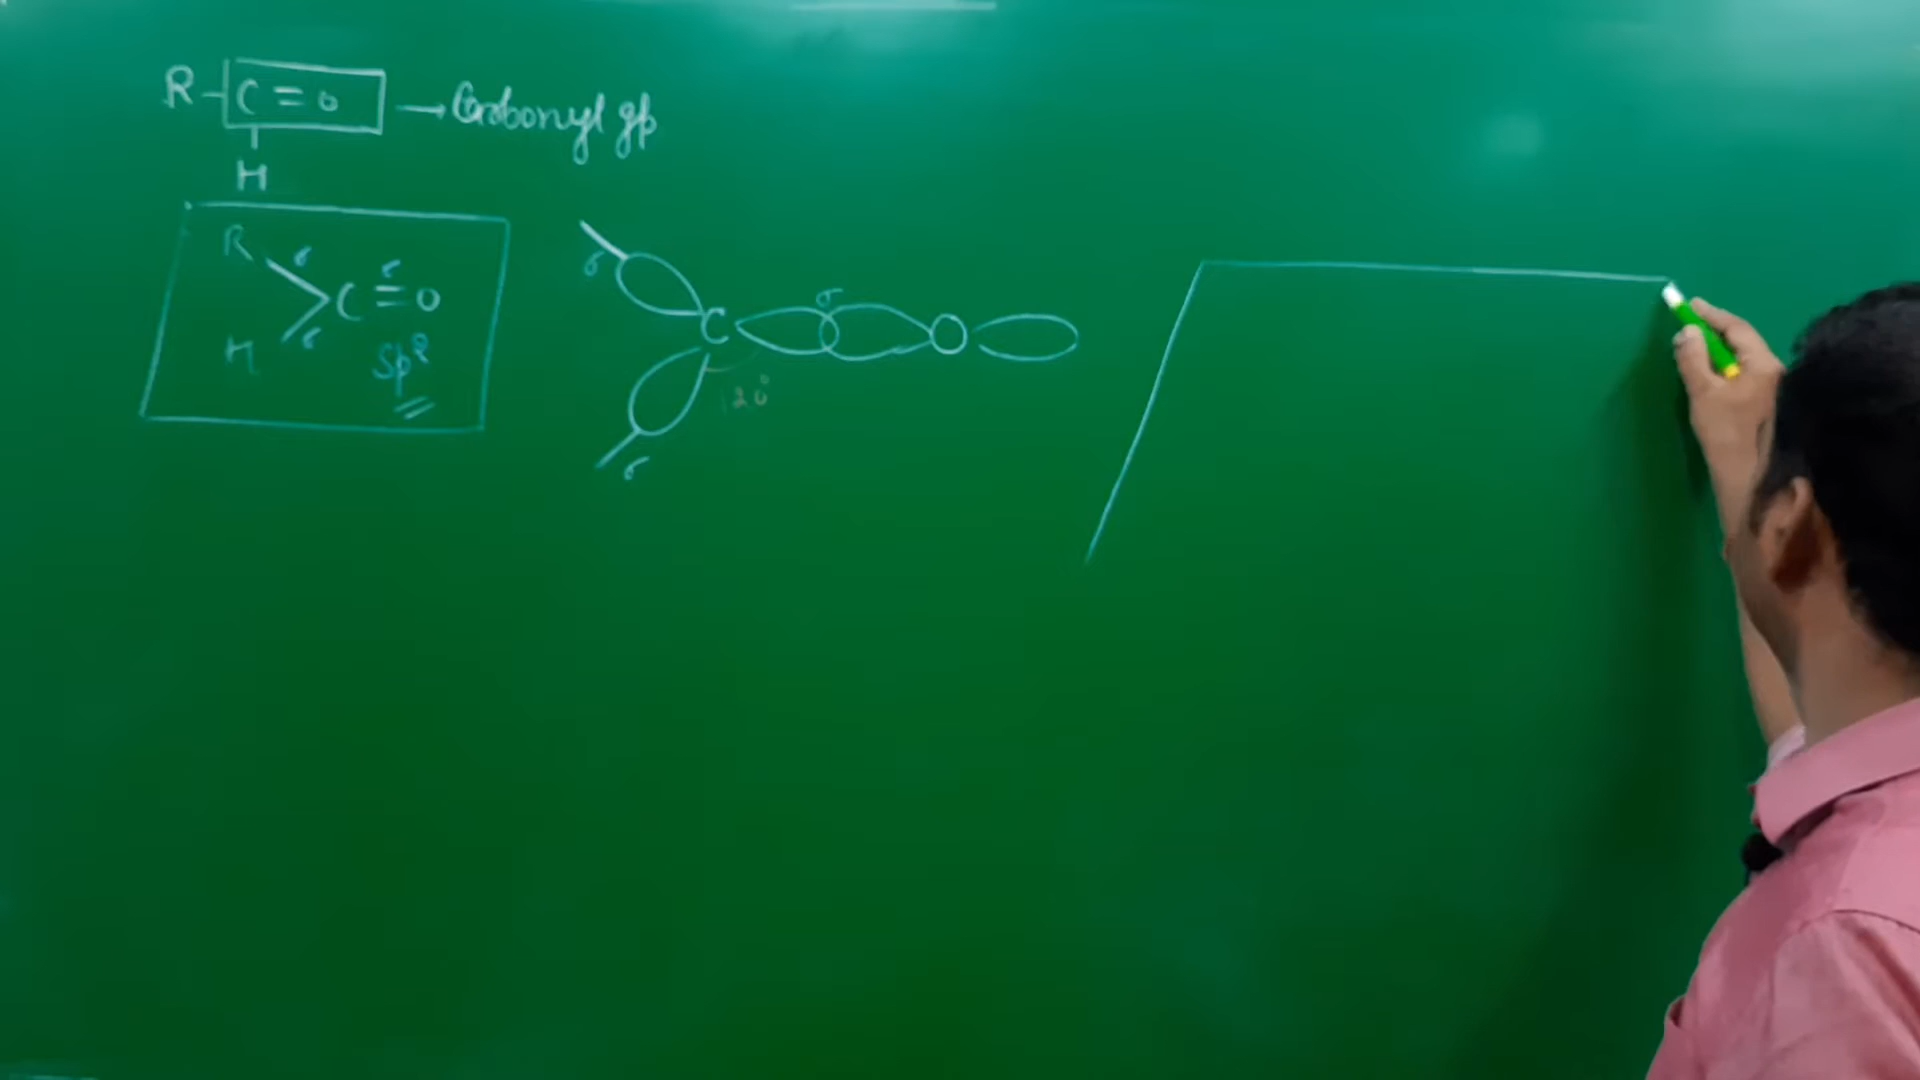 R-C=O → Carbonyl gp
H
R σ σ
C=O
H σ sp²
σ C σ O
120°
σ